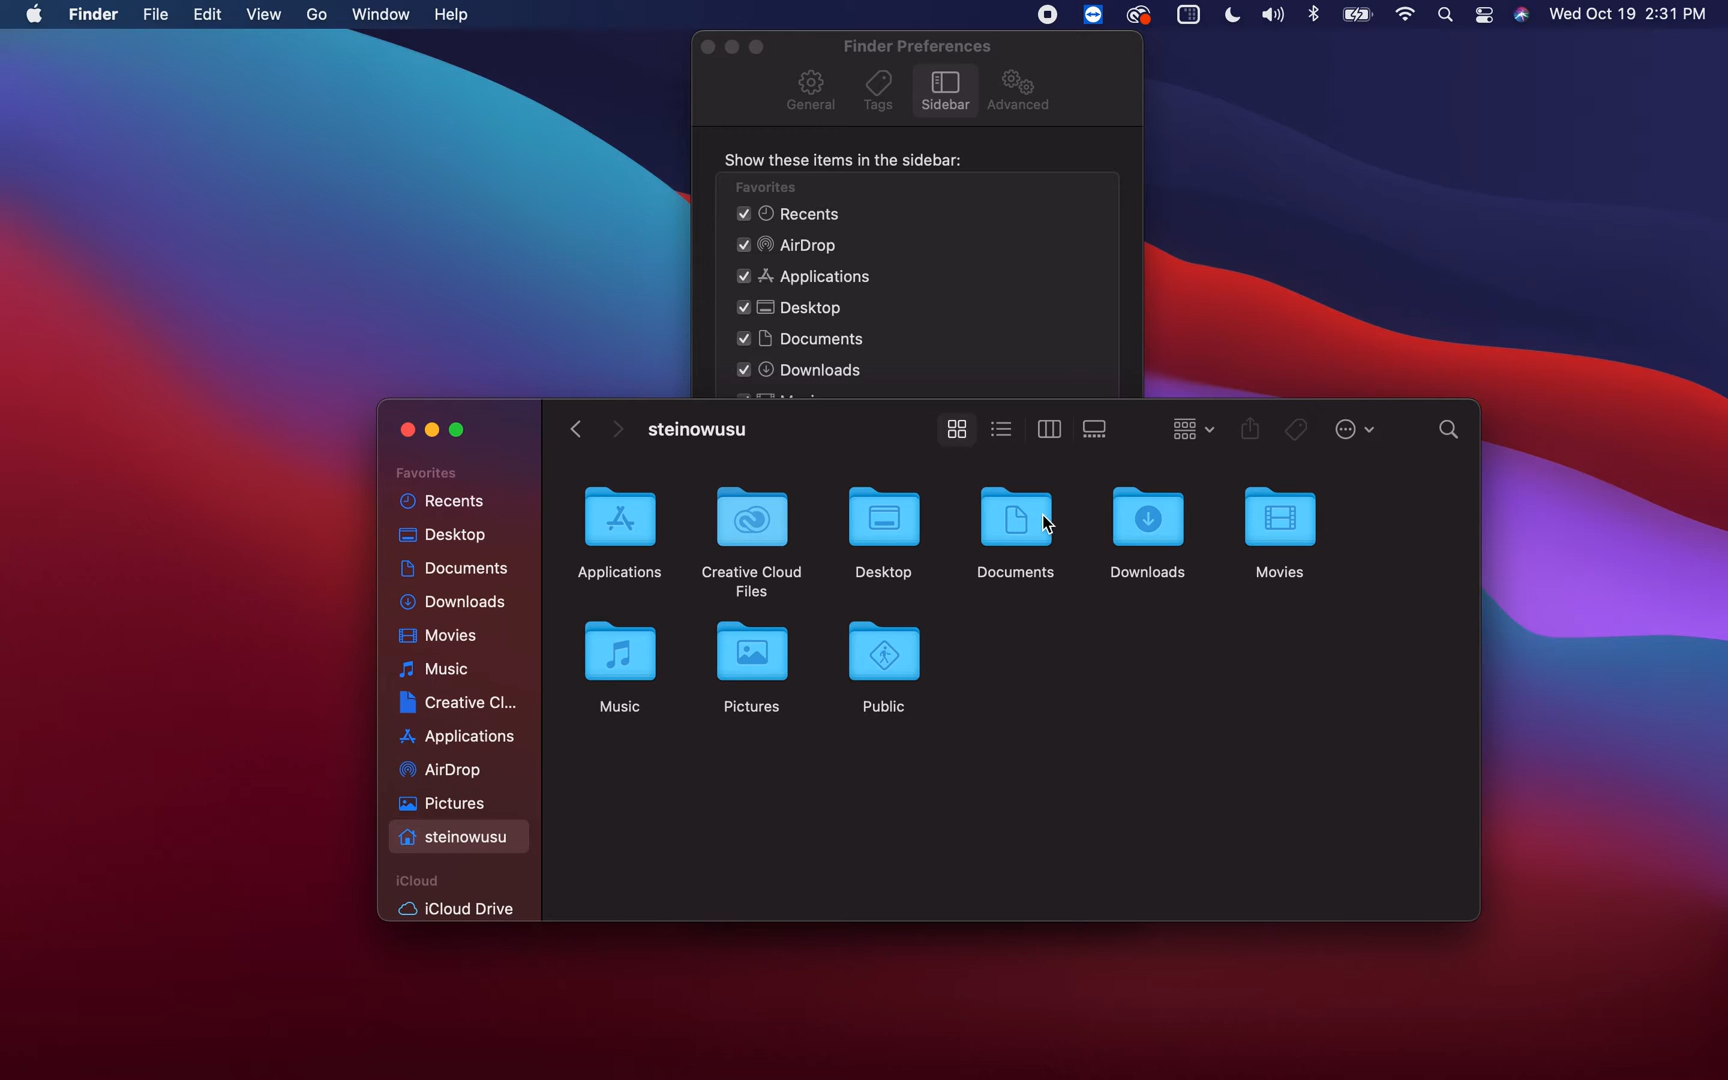 Finder File Edit View Go Window Help Wed Oct 19 2:31 PM
Finder Preferences
General Tags Sidebar Advanced
Show these items in the sidebar:
Favorites
Recents
AirDrop
Applications
Desktop
Documents
Downloads
steinowusu
Favorites
Recents
Desktop
Documents
Downloads
Movies
Music
Creative Cl...
Applications
AirDrop
Pictures
steinowusu
iCloud
iCloud Drive
Applications
Creative Cloud
Files
Desktop
Documents
Downloads
Movies
Music
Pictures
Public